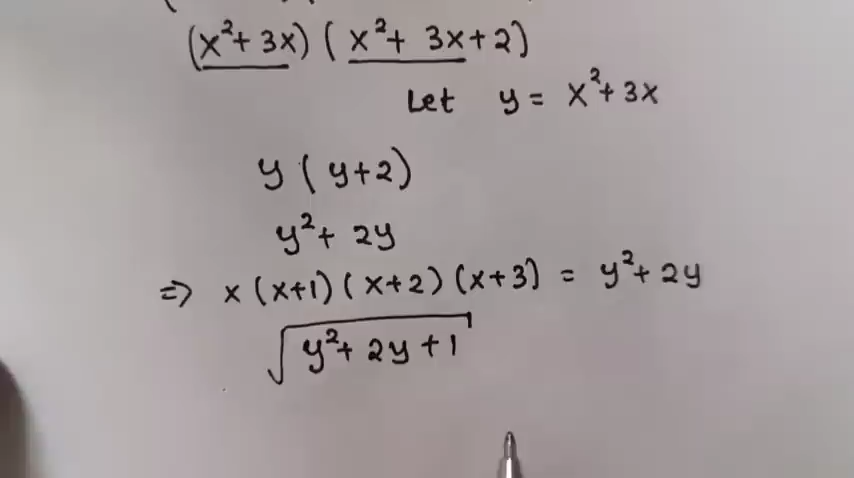 (x²+ 3x) ( x²+ 3x+2)
Let y = x²+3x
y ( y+2)
y²+ 2y
=> x (x+1) ( x+2) (x+3) = y²+ 2y
√(y²+ 2y +1)